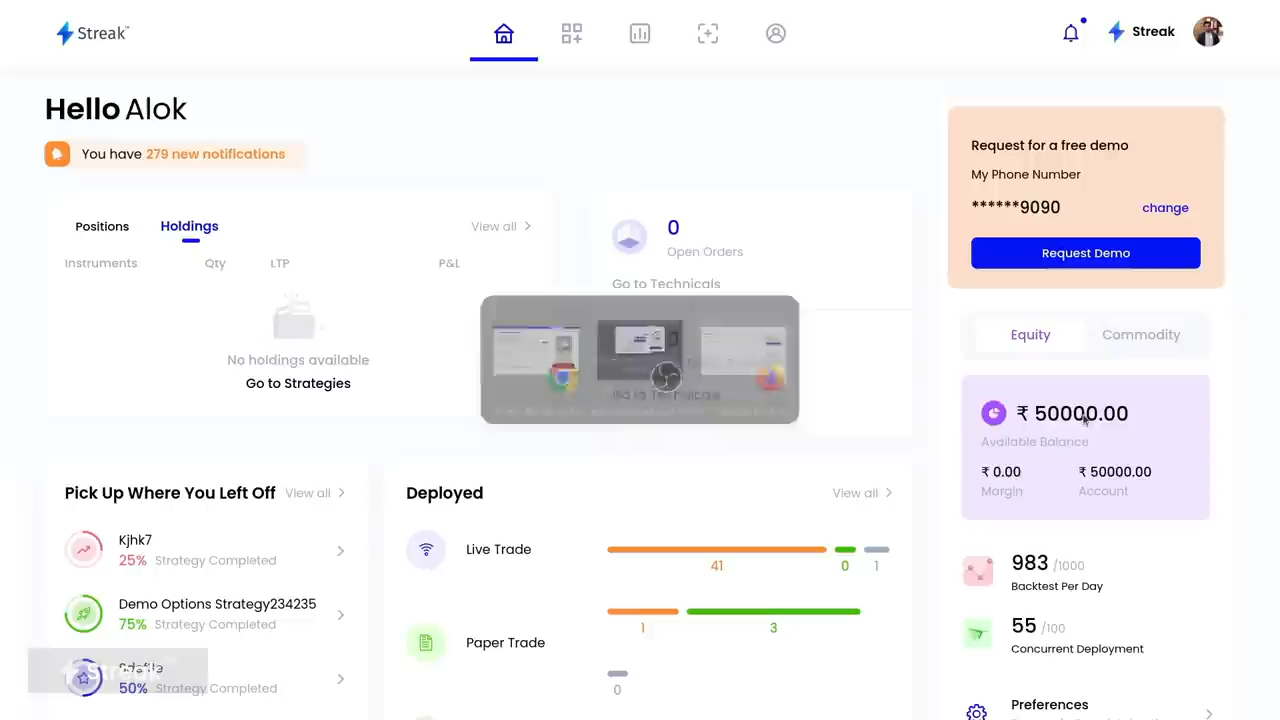 Streak™
Streak
Hello Alok
You have 279 new notifications
Positions
Holdings
View all
Instruments
Qty
LTP
P&L
No holdings available
Go to Strategies
0
Open Orders
Go to Technicals
Go to Technicals
Request for a free demo
My Phone Number
******9090
change
Request Demo
Equity
Commodity
₹ 50000.00
Available Balance
₹ 0.00
₹ 50000.00
Margin
Account
983 /1000
Backtest Per Day
55 /100
Concurrent Deployment
Preferences
Pick Up Where You Left Off
View all
Kjhk7
25% Strategy Completed
Demo Options Strategy234235
75% Strategy Completed
50% Strategy Completed
Streak
Deployed
View all
Live Trade
41
0
1
Paper Trade
1
3
0